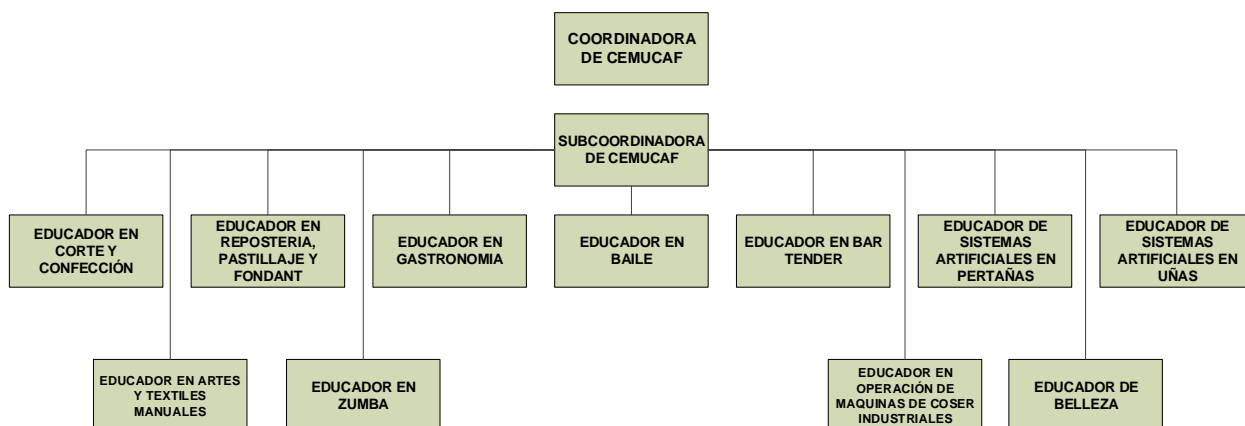 COORDINADORA
DE CEMUCAF
SUBCOORDINADORA
DE CEMUCAF
EDUCADOR EN
CORTE Y
CONFECCIÓN
EDUCADOR EN
REPOSTERIA,
PASTILLAJE Y
FONDANT
EDUCADOR EN
GASTRONOMIA
EDUCADOR EN
BAILE
EDUCADOR EN BAR
TENDER
EDUCADOR DE
SISTEMAS
ARTIFICIALES EN
PERTAÑAS
EDUCADOR DE
SISTEMAS
ARTIFICIALES EN
UÑAS
EDUCADOR EN ARTES
Y TEXTILES
MANUALES
EDUCADOR EN
ZUMBA
EDUCADOR EN
OPERACIÓN DE
MAQUINAS DE COSER
INDUSTRIALES
EDUCADOR DE
BELLEZA